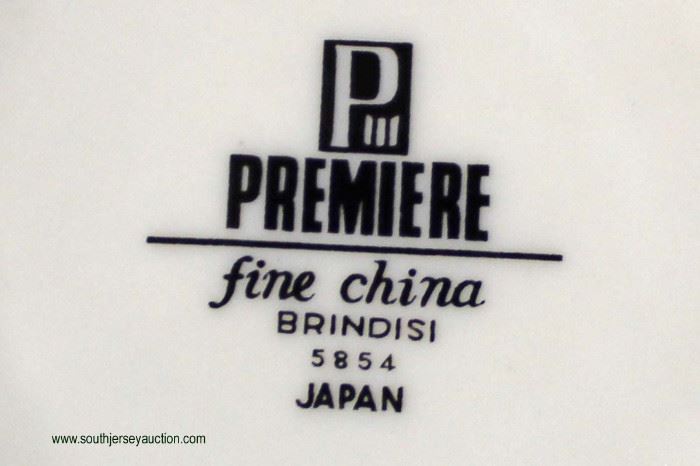 P
PREMIERE
fine china
BRINDISI
5854
JAPAN
www.southjerseyauction.com